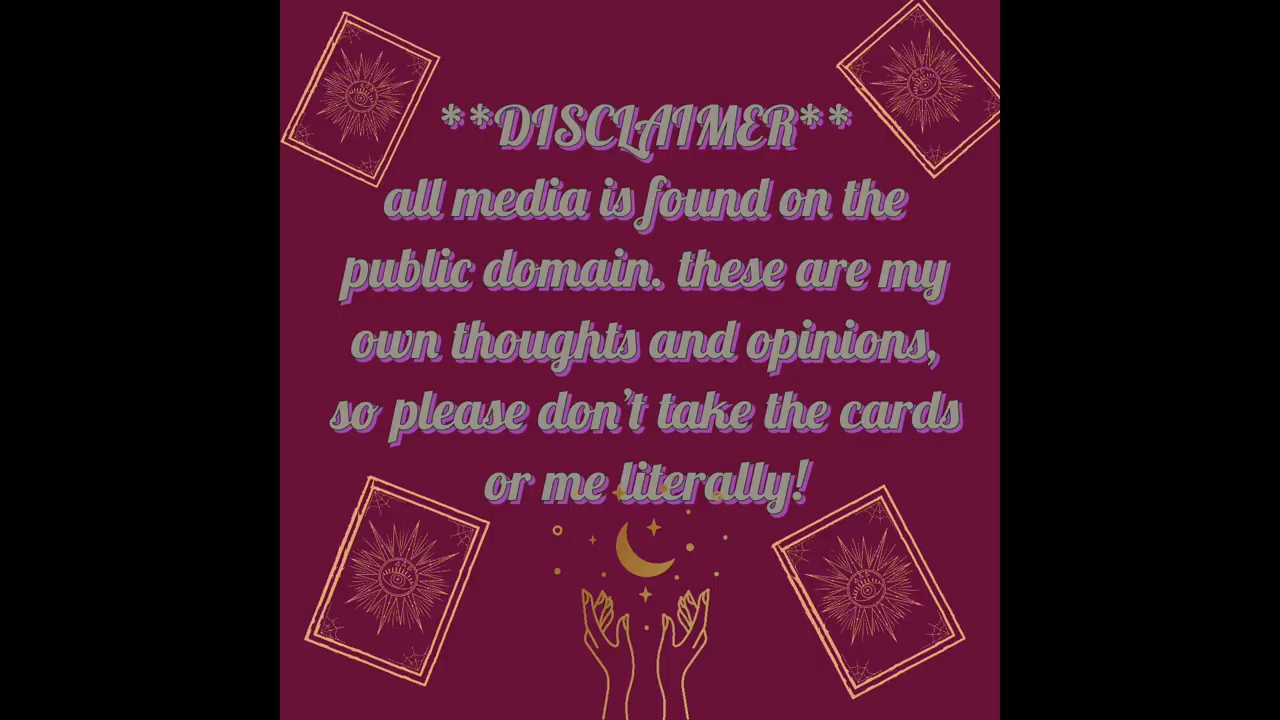 **DISCLAIMER**
all media is found on the
public domain. these are my
own thoughts and opinions,
so please don't take the cards
or me literally!